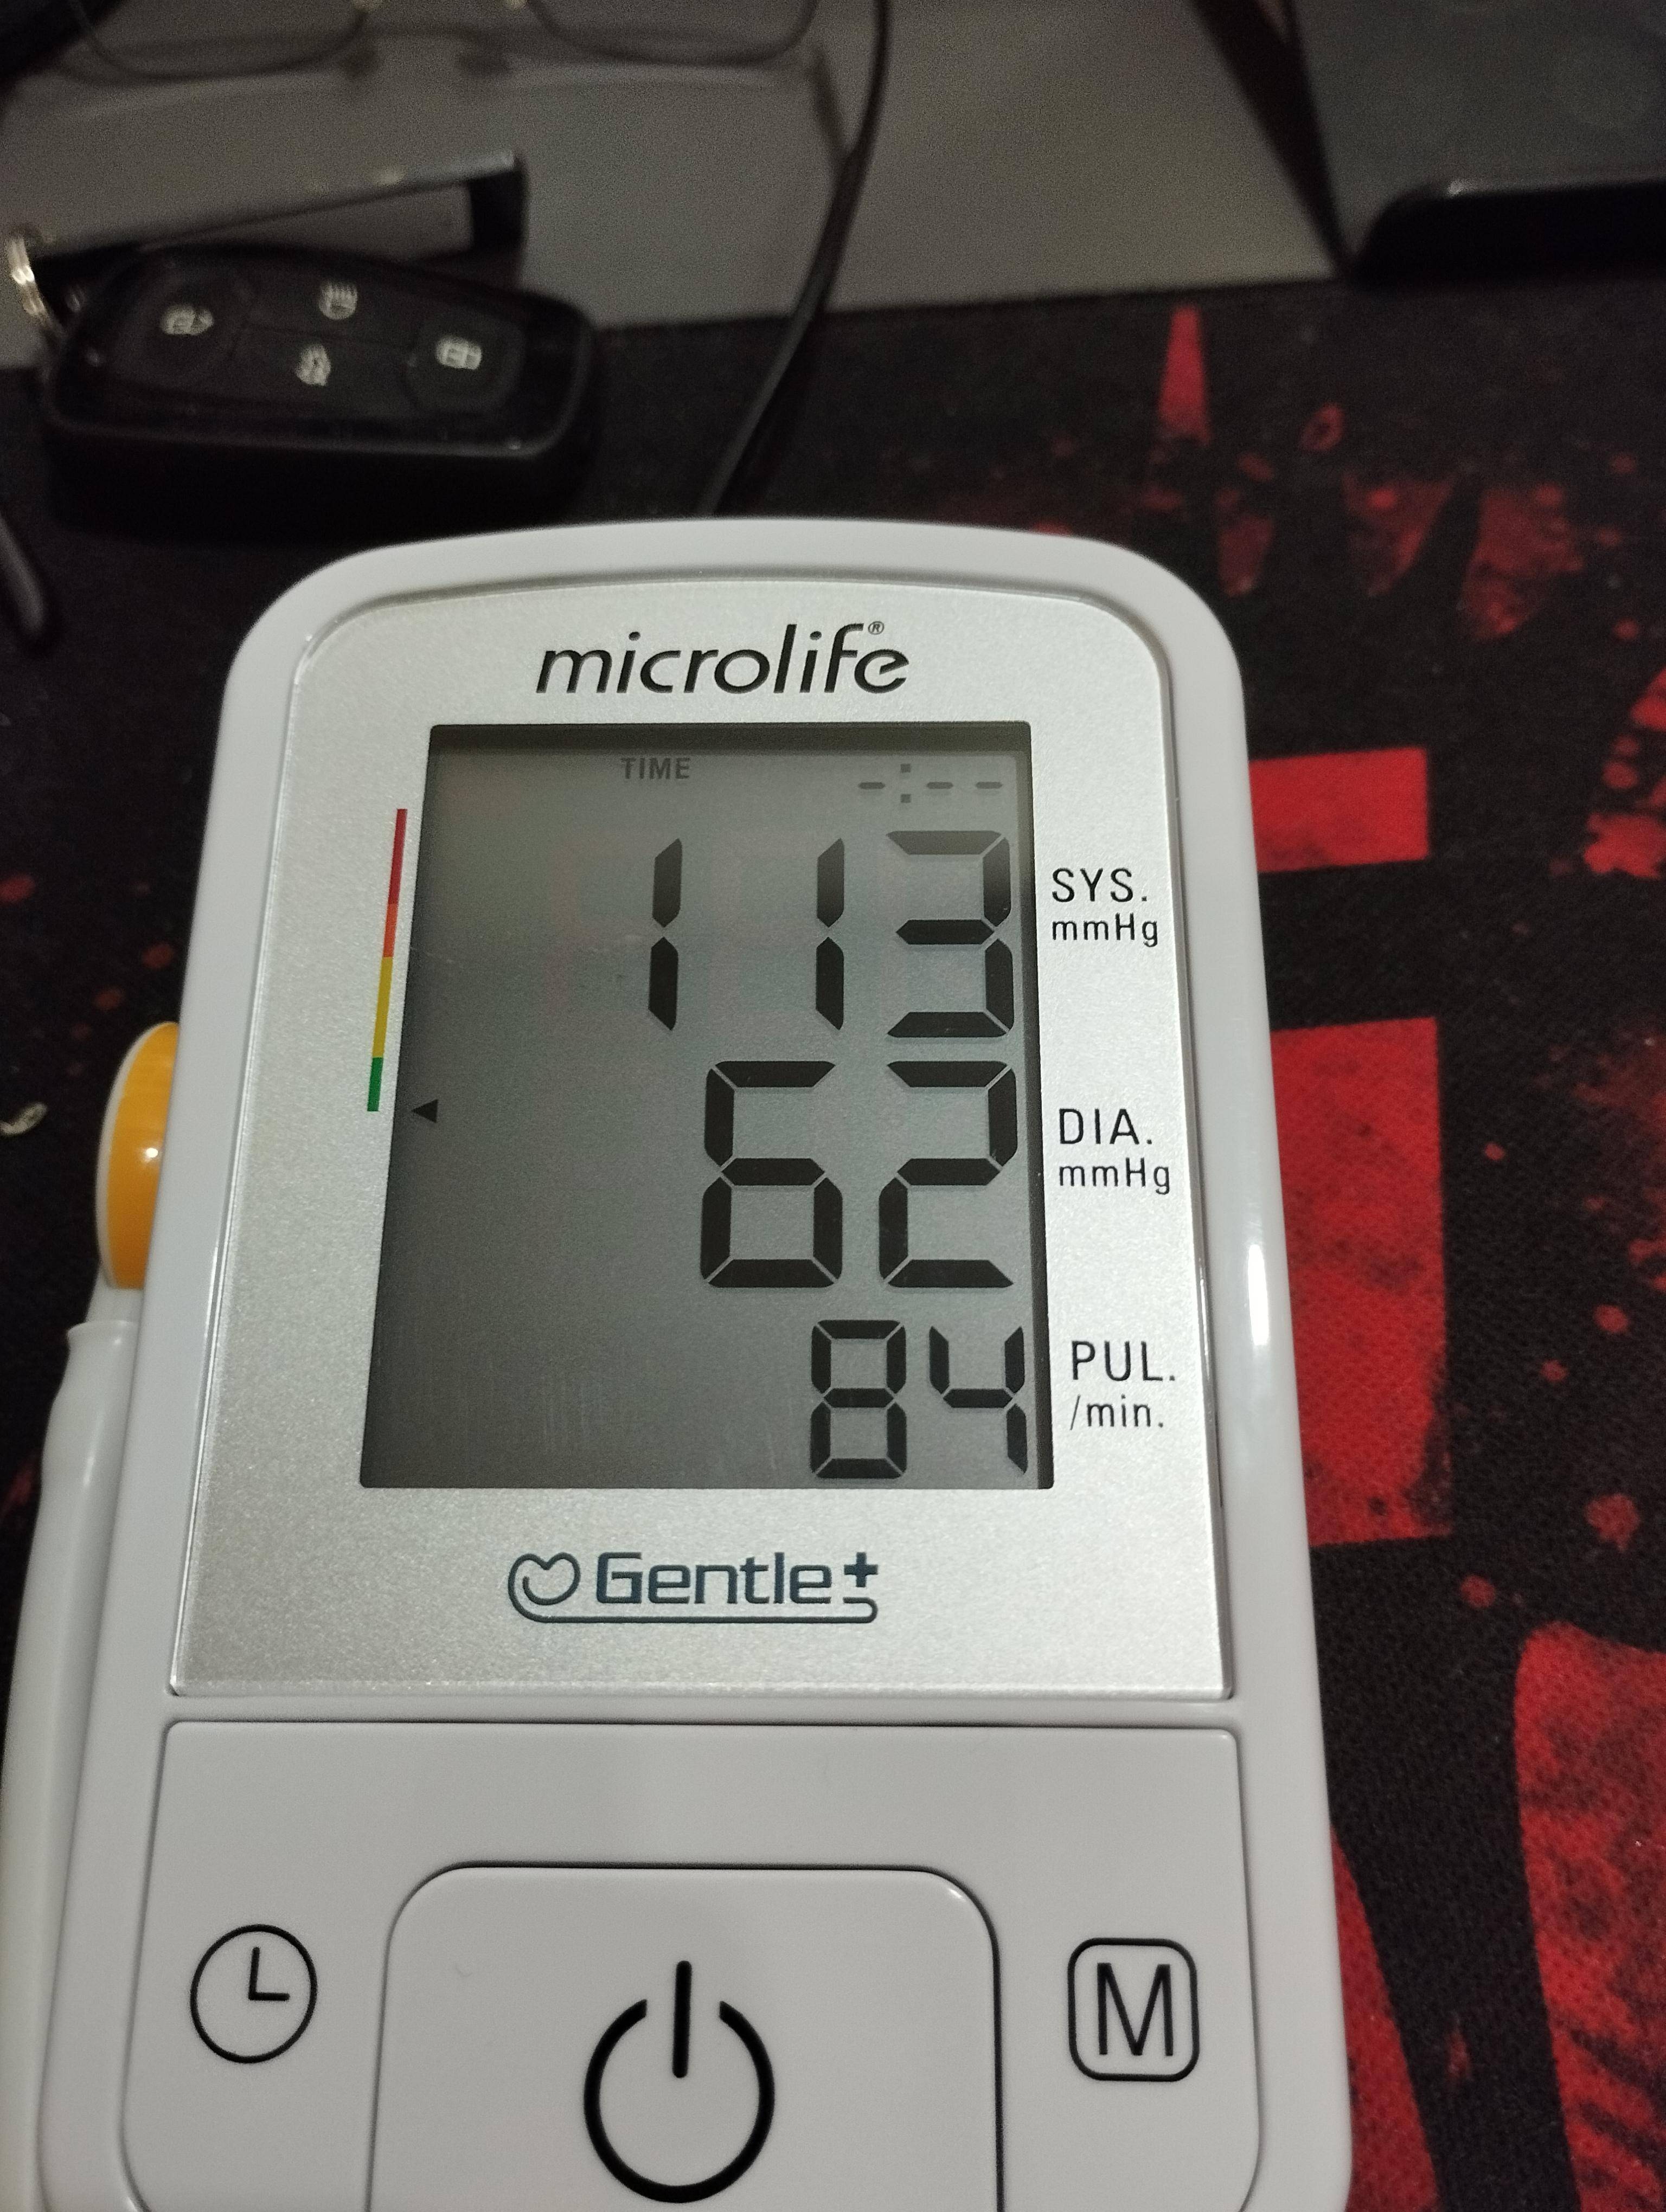 microlife®
TIME -:--
113 SYS.
mmHg
62 DIA.
mmHg
84 PUL.
/min.
Gentle+
M